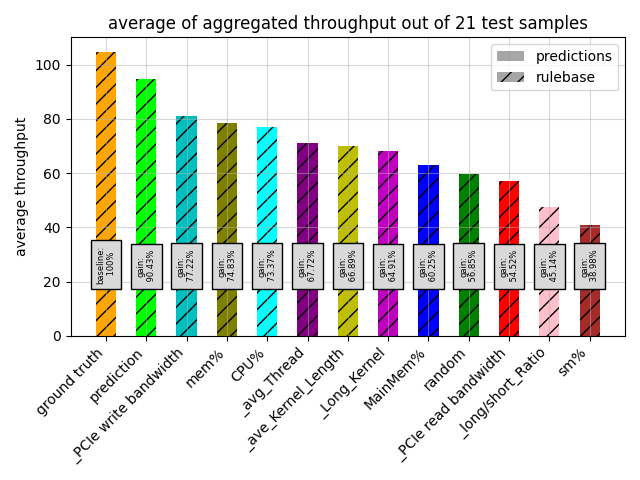 average of aggregated throughput out of 21 test samples
predictions
rulebase
average throughput
100
80
60
40
20
0
baseline:
100%
gain:
90.43%
gain:
77.22%
gain:
74.83%
gain:
73.37%
gain:
67.72%
gain:
66.89%
gain:
64.91%
gain:
60.25%
gain:
56.85%
gain:
54.52%
gain:
45.14%
gain:
38.98%
ground truth
prediction
_PCIe write bandwidth
mem%
CPU%
_avg_Thread
_ave_Kernel_Length
_Long_Kernel
MainMem%
random
_PCIe read bandwidth
_long/short_Ratio
sm%